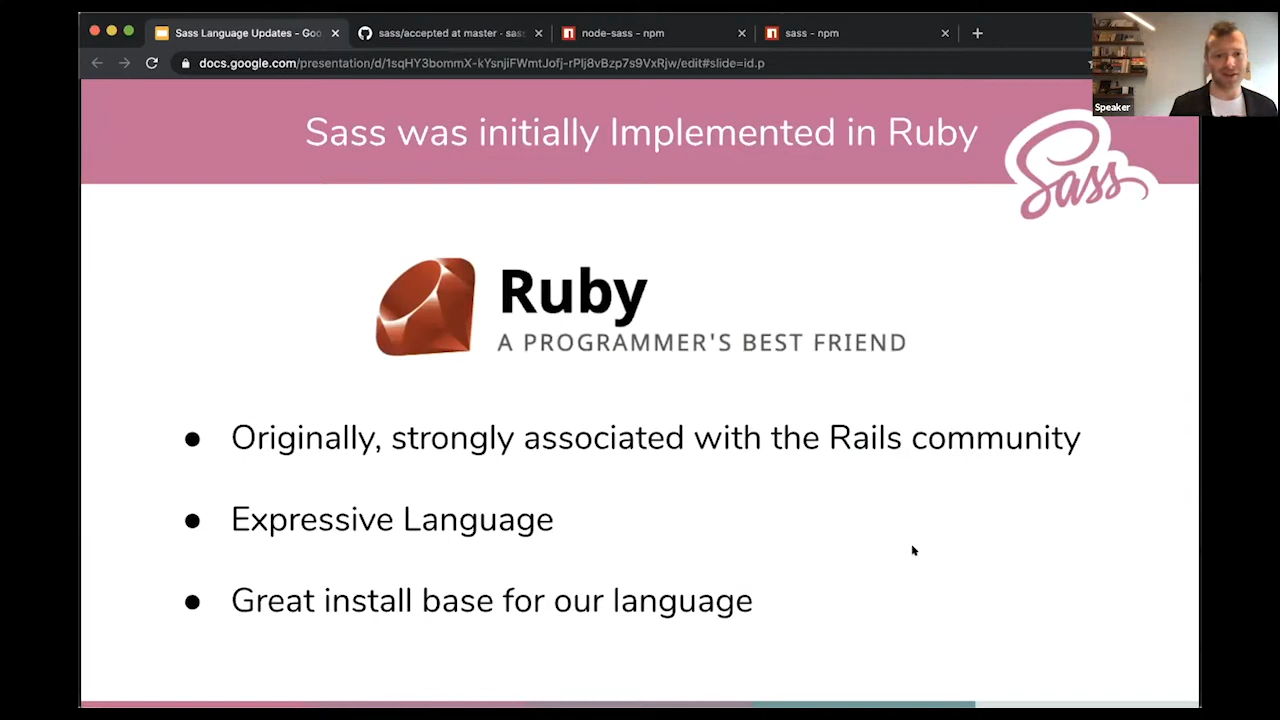 Sass Language Updates - Goo
sass/accepted at master · sass
node-sass - npm
sass - npm
docs.google.com/presentation/d/1sqHY3bommX-kYsnjiFWmtJofj-rPlj8vBzp7s9VxRjw/edit#slide=id.p
Speaker
Sass was initially Implemented in Ruby
Sass
Ruby
A PROGRAMMER'S BEST FRIEND
● Originally, strongly associated with the Rails community
● Expressive Language
● Great install base for our language